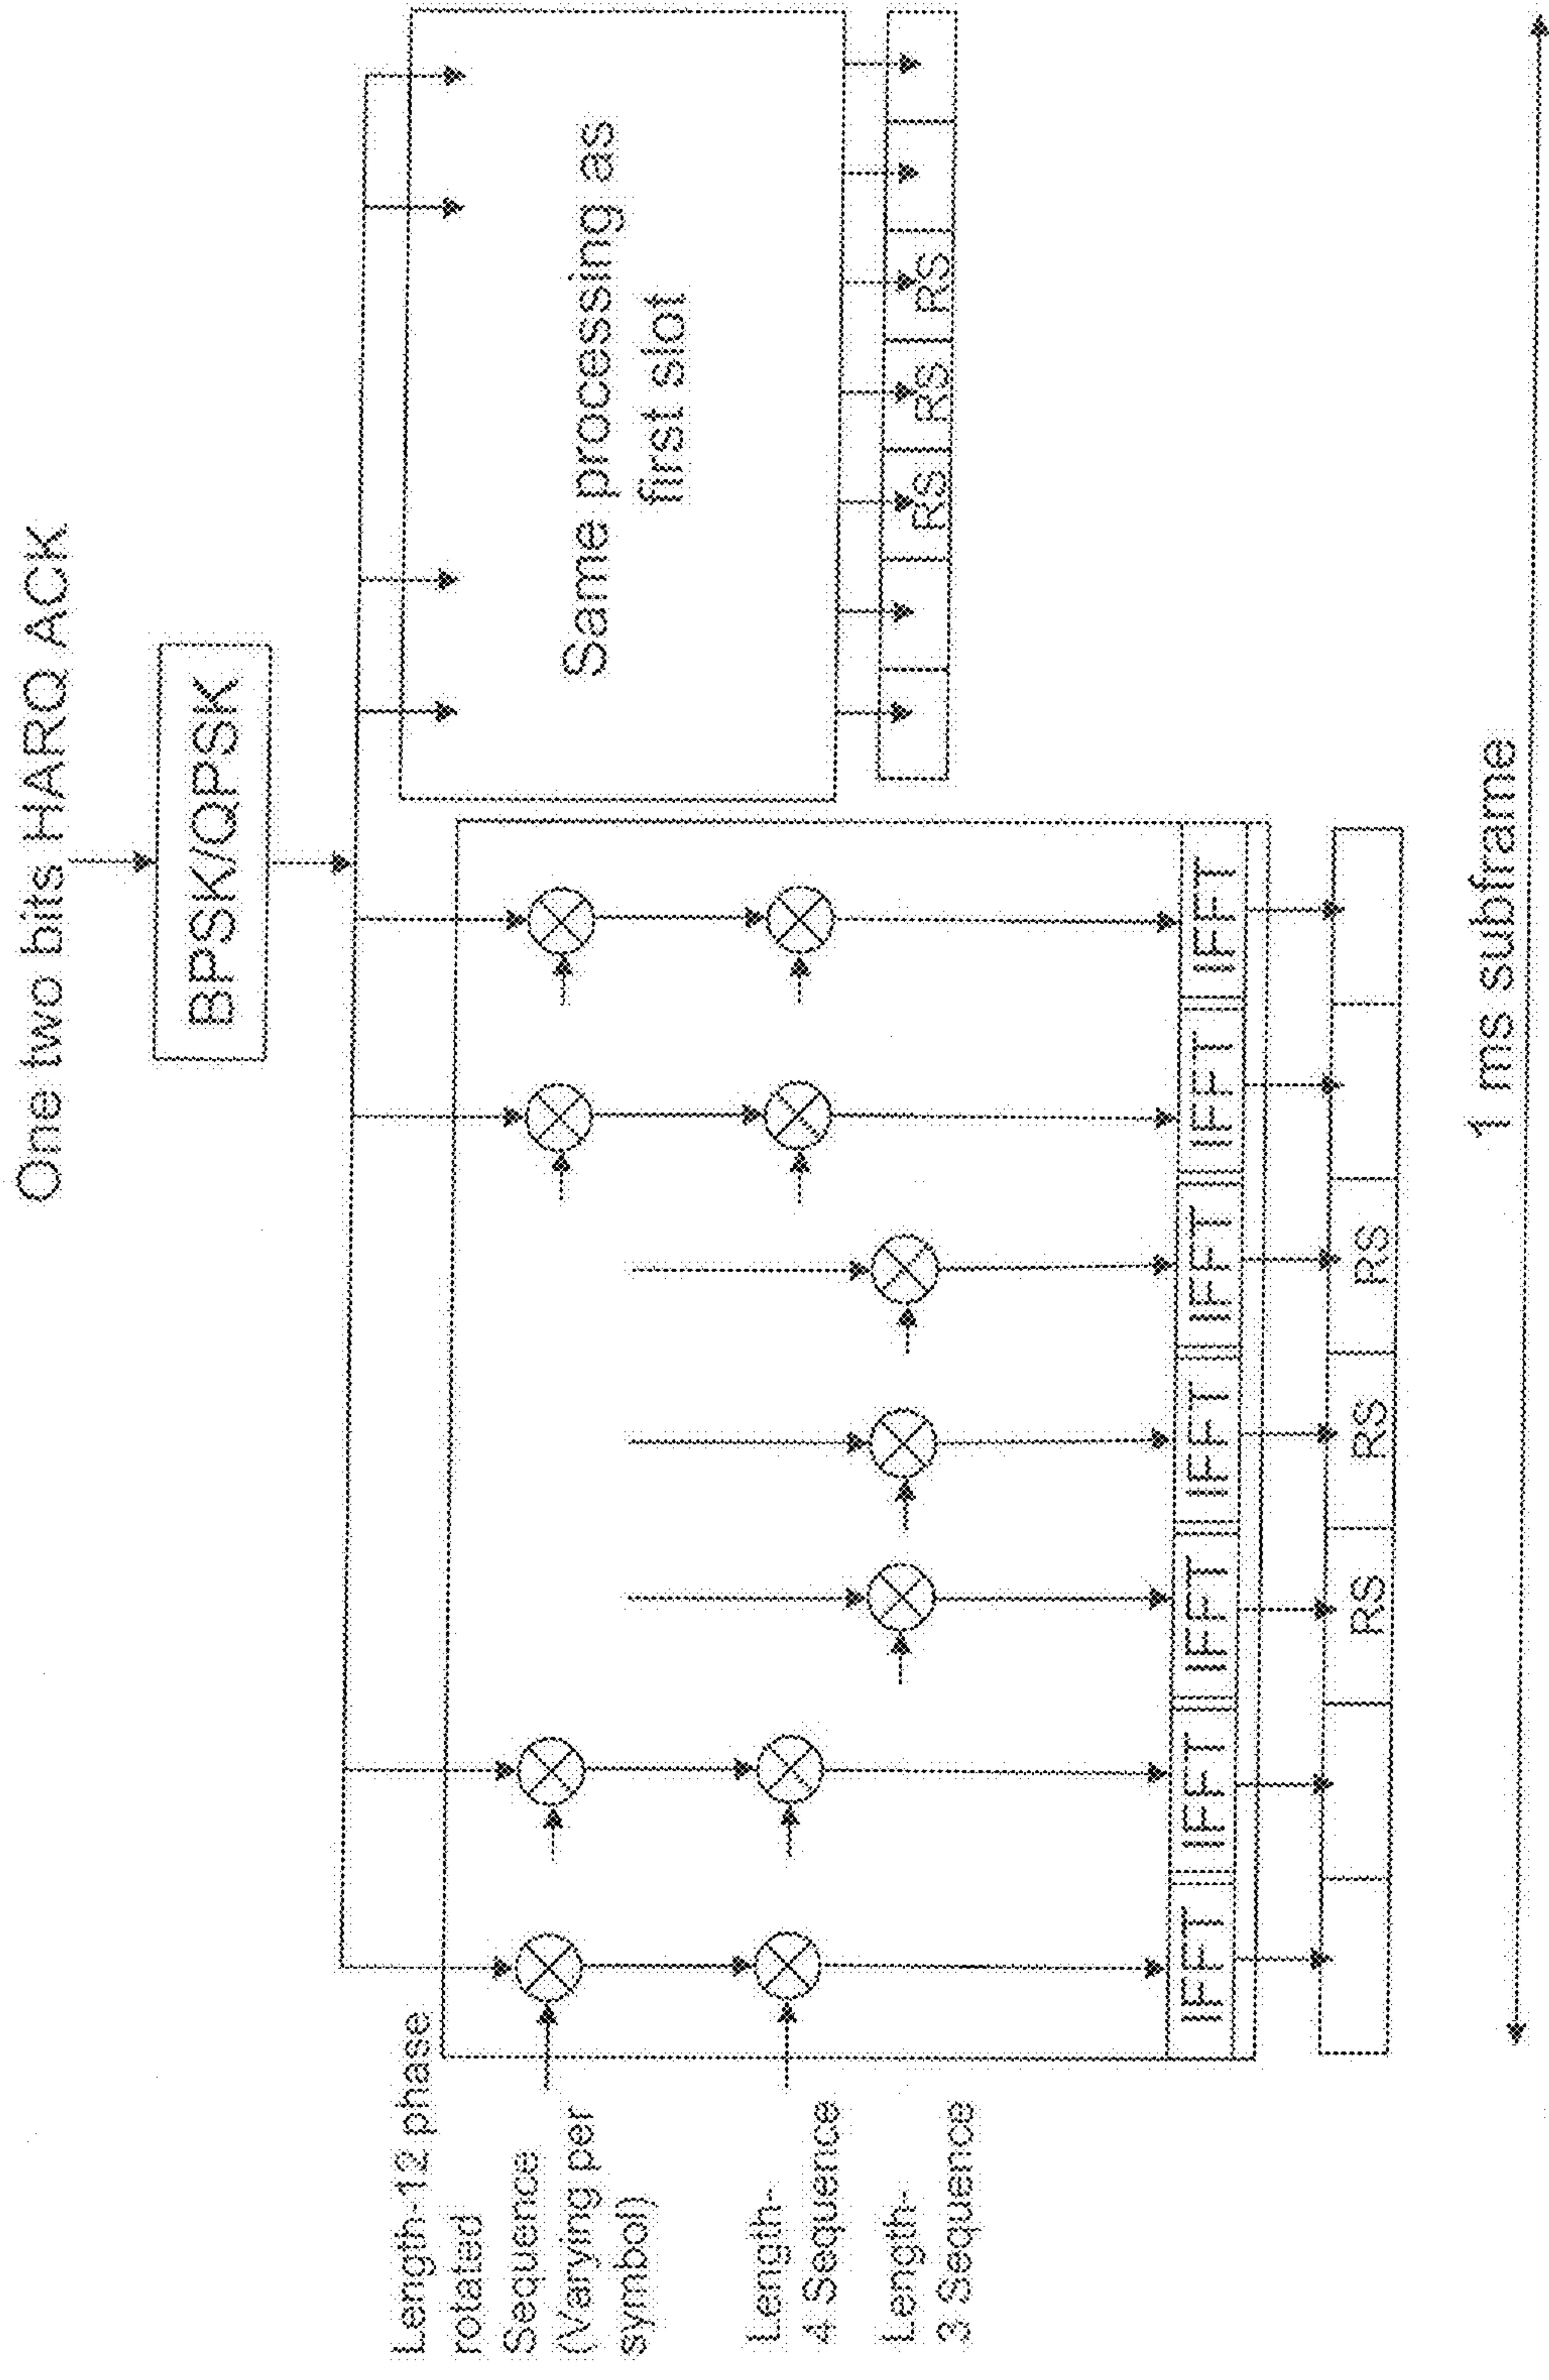 One two bits HARQ ACK
BPSK/QPSK
Length-12 phase
rotated
Sequence
(Varying per
symbol)
Length-
4 Sequence
Length-
3 Sequence
Same processing as
first slot
IFFT
IFFT
IFFT
IFFT
IFFT
IFFT
IFFT
RS
RS
RS
RS
RS
RS
1 ms subframe